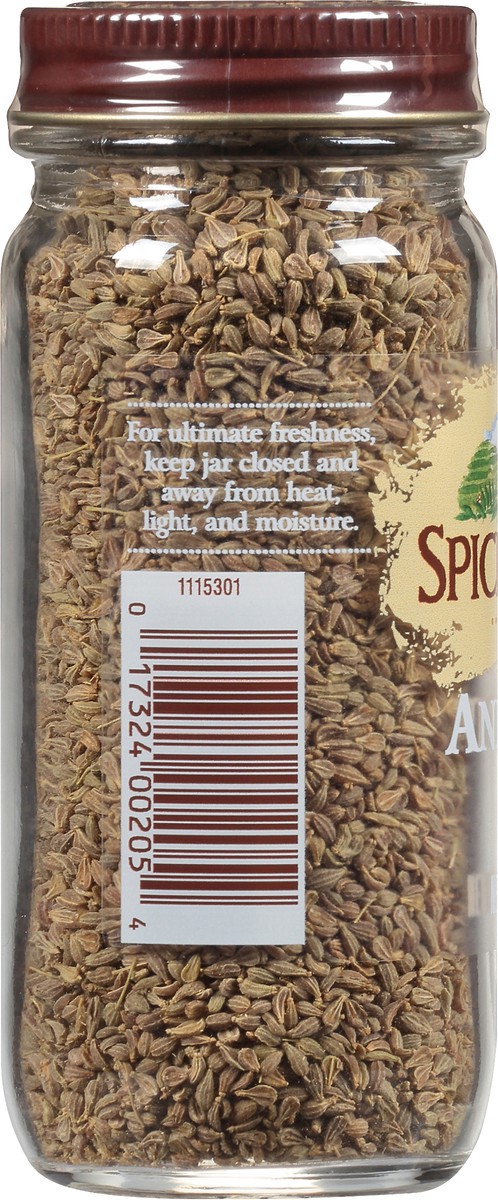 For ultimate freshness,
keep jar closed and
away from heat,
light, and moisture.
1115301
0 17324 00205 4